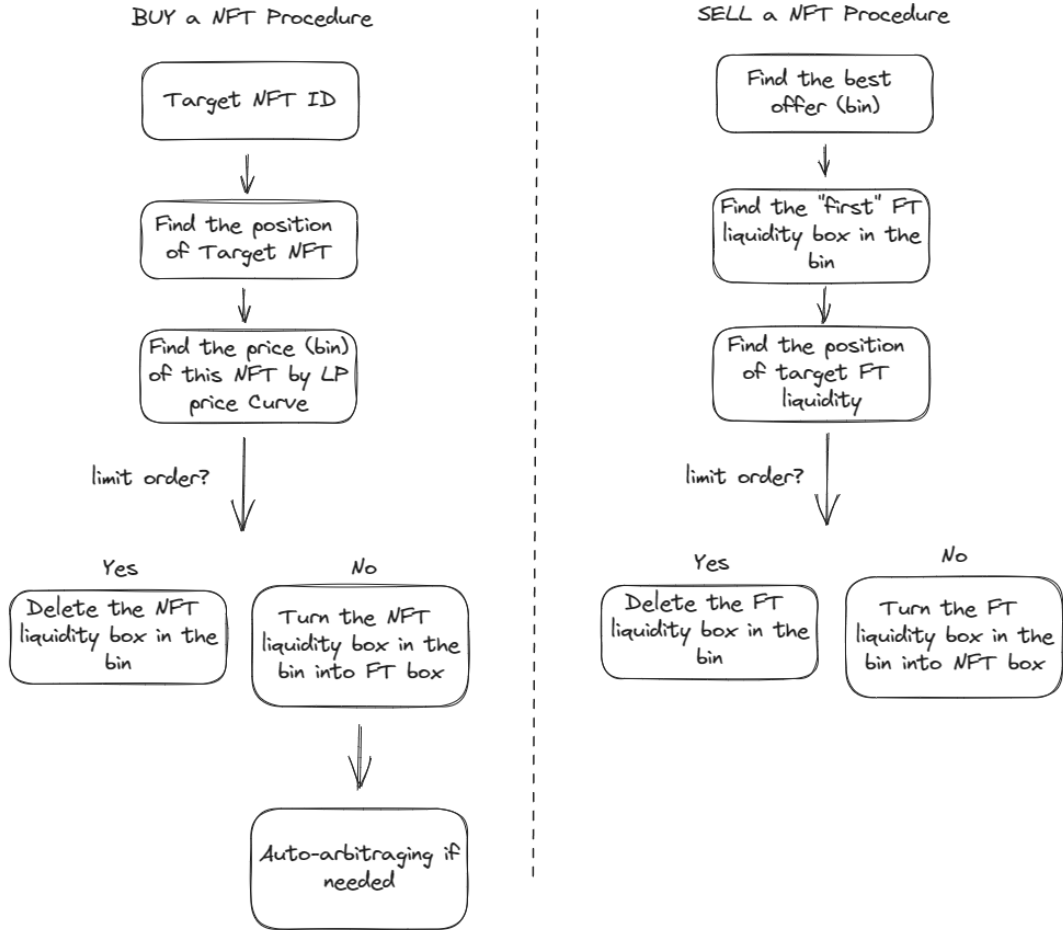 BUY a NFT Procedure
Target NFT ID
Find the position
of Target NFT
Find the price (bin)
of this NFT by LP
price Curve
limit order?
Yes
Delete the NFT
liquidity box in the
bin
No
Turn the NFT
liquidity box in the
bin into FT box
Auto-arbitraging if
needed
SELL a NFT Procedure
Find the best
offer (bin)
Find the "first" FT
liquidity box in the
bin
Find the position
of target FT
liquidity
limit order?
Yes
Delete the FT
liquidity box in the
bin
No
Turn the FT
liquidity box in the
bin into NFT box